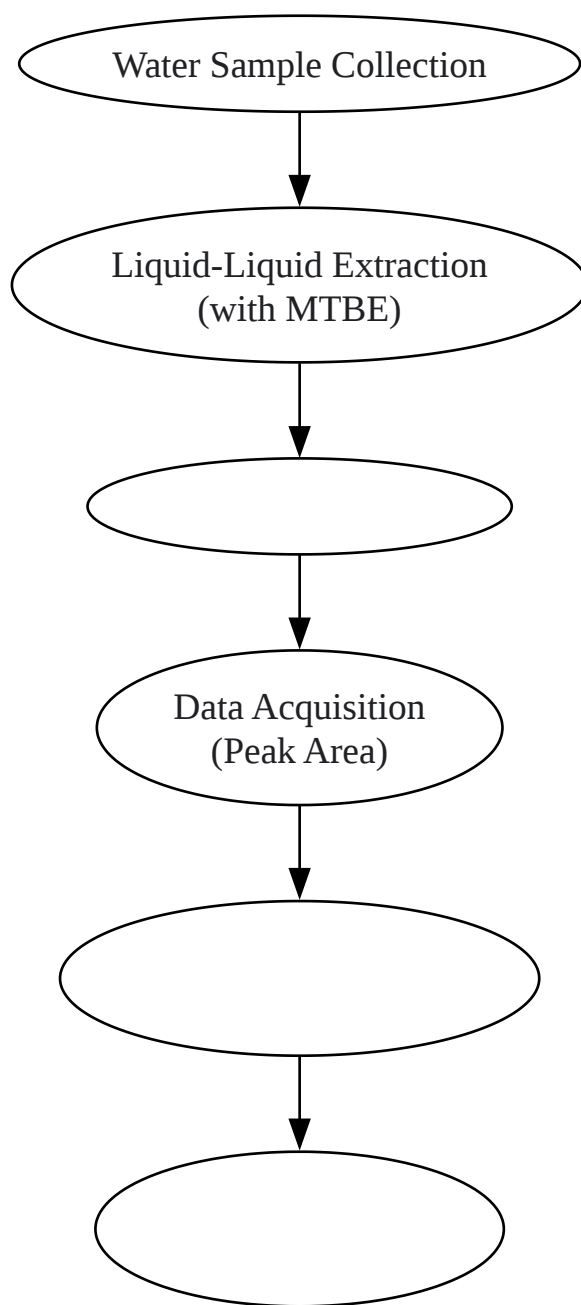 Water Sample Collection
Liquid-Liquid Extraction
(with MTBE)
Data Acquisition
(Peak Area)